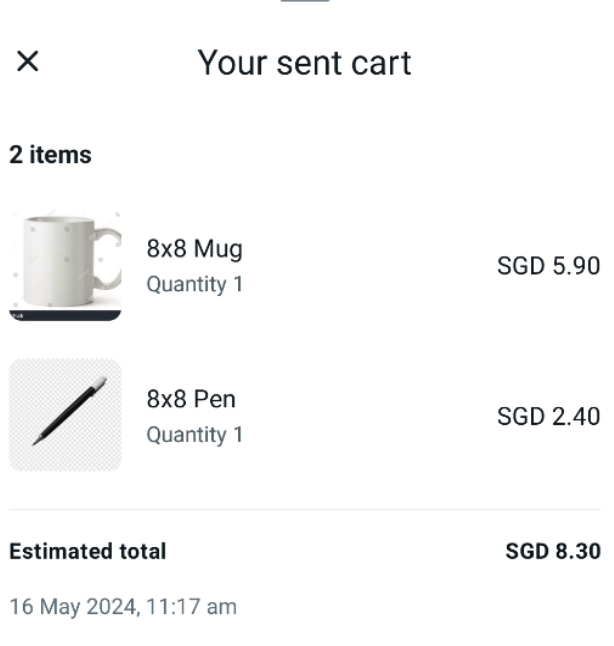 Your sent cart
2 items
8x8 Mug
Quantity 1
SGD 5.90
8x8 Pen
Quantity 1
SGD 2.40
Estimated total
SGD 8.30
16 May 2024, 11:17 am